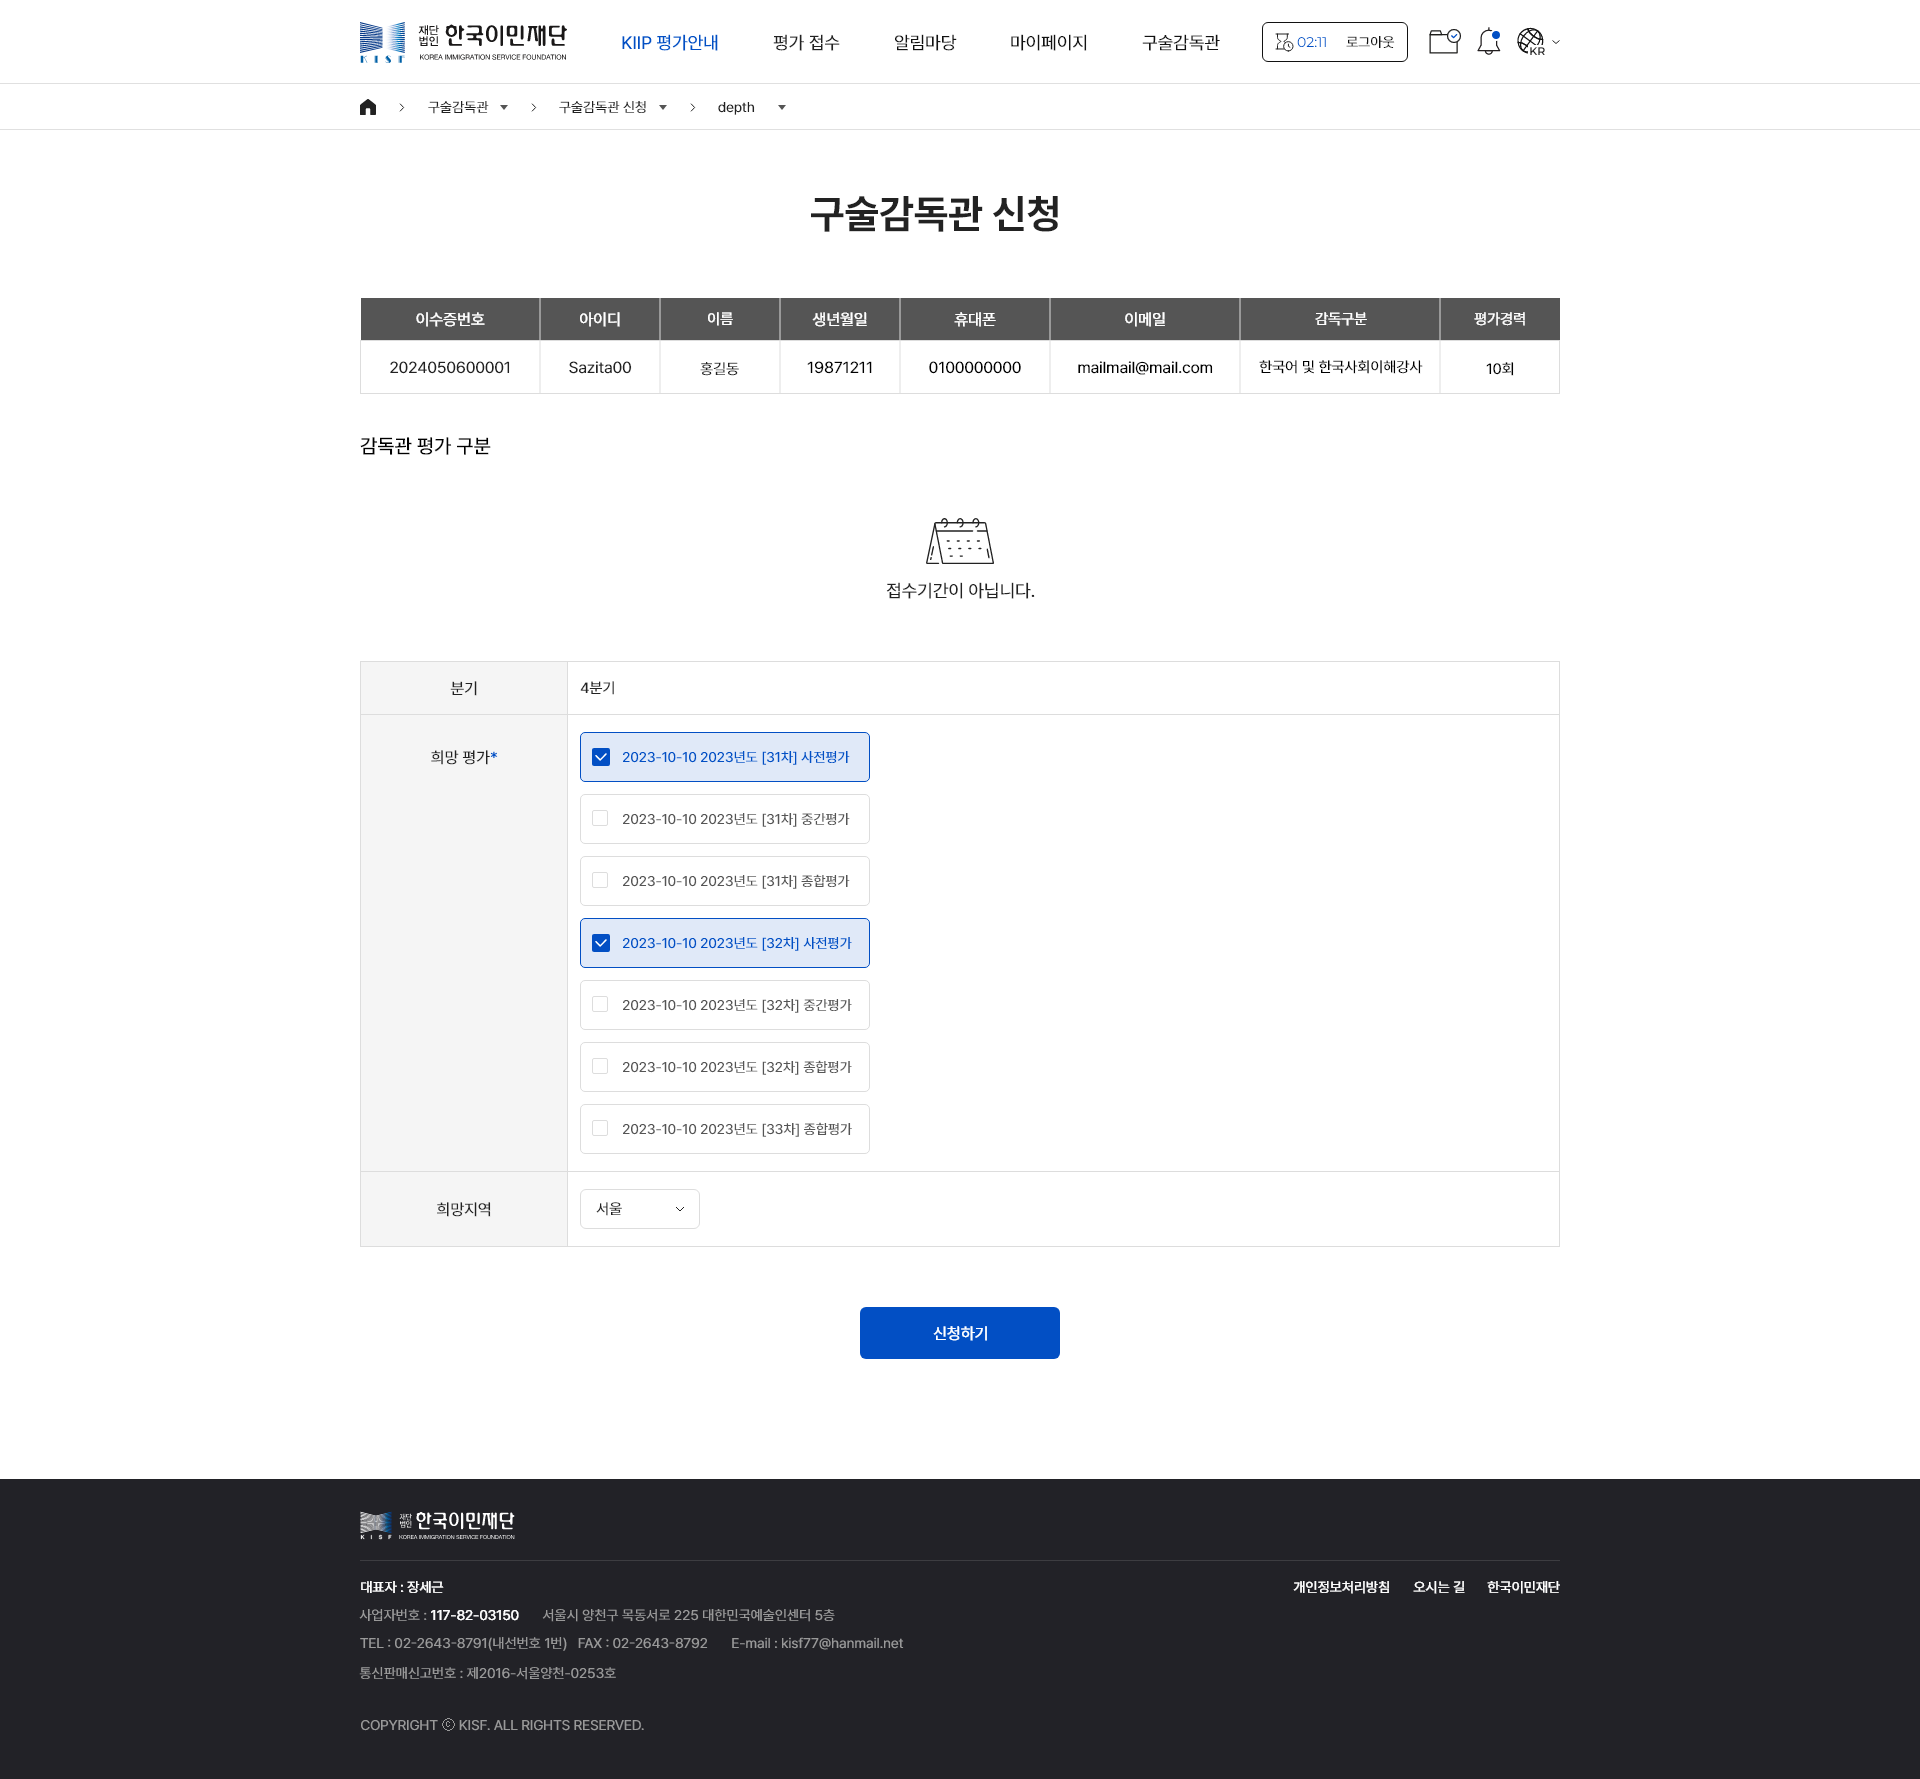 재단법인 한국이민재단
KOREA IMMIGRATION SERVICE FOUNDATION
KISF
KIIP 평가안내 평가 접수 알림마당 마이페이지 구술감독관 02:11 로그아웃 KR
구술감독관 구술감독관 신청 depth
구술감독관 신청
이수증번호 아이디 이름 생년월일 휴대폰 이메일 감독구분 평가경력
2024050600001 Sazita00 홍길동 19871211 0100000000 mailmail@mail.com 한국어 및 한국사회이해강사 10회
감독관 평가 구분
접수기간이 아닙니다.
분기 4분기
희망 평가* 2023-10-10 2023년도 [31차] 사전평가
2023-10-10 2023년도 [31차] 중간평가
2023-10-10 2023년도 [31차] 종합평가
2023-10-10 2023년도 [32차] 사전평가
2023-10-10 2023년도 [32차] 중간평가
2023-10-10 2023년도 [32차] 종합평가
2023-10-10 2023년도 [33차] 종합평가
희망지역 서울
신청하기
재단법인 한국이민재단
KISF KOREA IMMIGRATION SERVICE FOUNDATION
대표자 : 장세근 개인정보처리방침 오시는 길 한국이민재단
사업자번호 : 117-82-03150 서울시 양천구 목동서로 225 대한민국예술인센터 5층
TEL : 02-2643-8791(내선번호 1번) FAX : 02-2643-8792 E-mail : kisf77@hanmail.net
통신판매신고번호 : 제2016-서울양천-0253호
COPYRIGHT ⓒ KISF. ALL RIGHTS RESERVED.